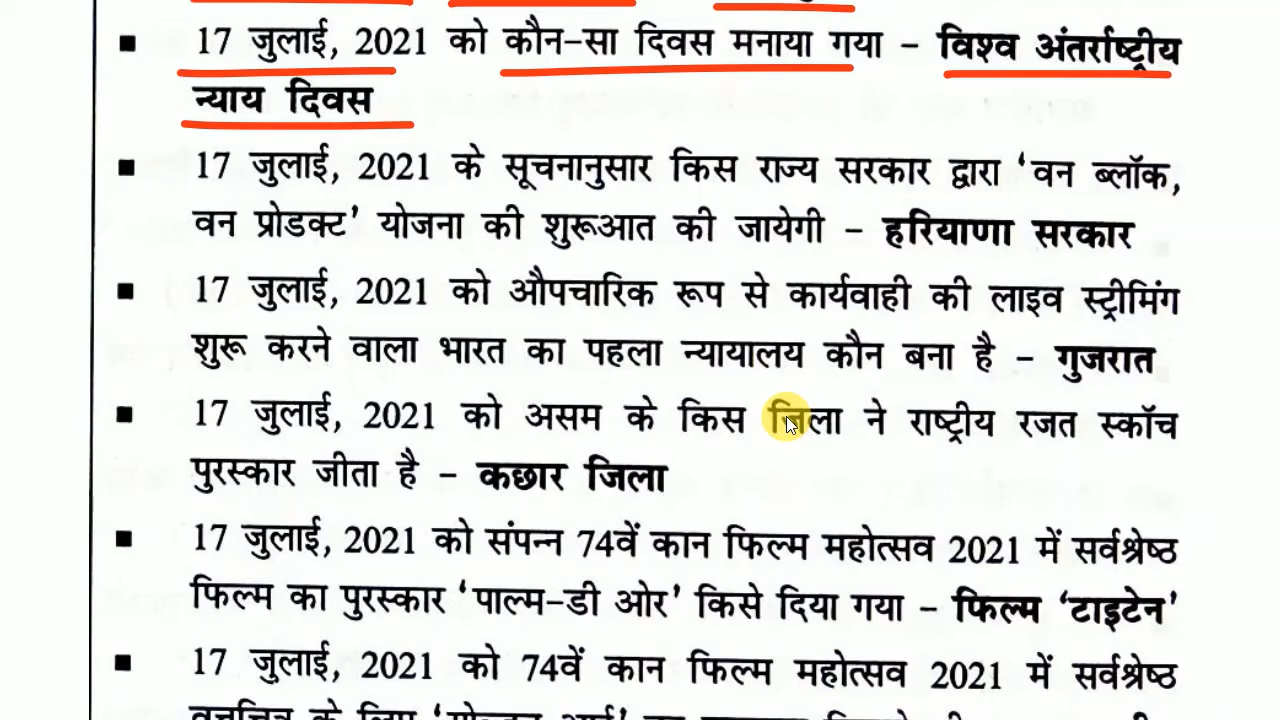 17 जुलाई, 2021 को कौन-सा दिवस मनाया गया – विश्व अंतर्राष्ट्रीय
न्याय दिवस
17 जुलाई, 2021 के सूचनानुसार किस राज्य सरकार द्वारा ‘वन ब्लॉक,
वन प्रोडक्ट’ योजना की शुरूआत की जायेगी – हरियाणा सरकार
17 जुलाई, 2021 को औपचारिक रूप से कार्यवाही की लाइव स्ट्रीमिंग
शुरू करने वाला भारत का पहला न्यायालय कौन बना है – गुजरात
17 जुलाई, 2021 को असम के किस जिला ने राष्ट्रीय रजत स्कॉच
पुरस्कार जीता है – कछार जिला
17 जुलाई, 2021 को संपन्न 74वें कान फिल्म महोत्सव 2021 में सर्वश्रेष्ठ
फिल्म का पुरस्कार ‘पाल्म-डी ओर’ किसे दिया गया – फिल्म ‘टाइटेन’
17 जुलाई, 2021 को 74वें कान फिल्म महोत्सव 2021 में सर्वश्रेष्ठ